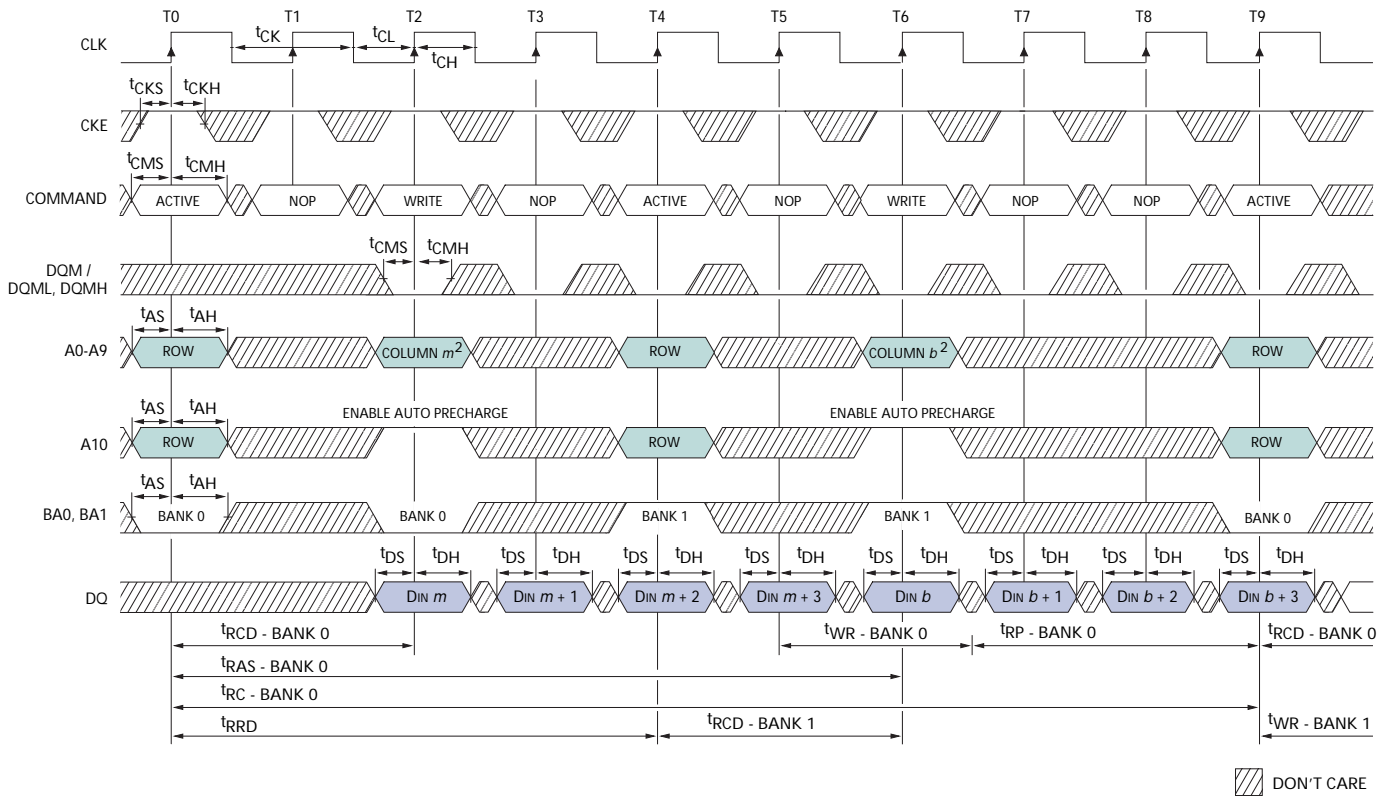 T0 T1 T2 T3 T4 T5 T6 T7 T8 T9
CLK
tCK tCL
tCH
tCKS tCKH
CKE
tCMS tCMH
COMMAND ACTIVE NOP WRITE NOP ACTIVE NOP WRITE NOP NOP ACTIVE
tCMS tCMH
DQM /
DQML, DQMH
tAS tAH
A0-A9 ROW COLUMN m2 ROW COLUMN b2 ROW
tAS tAH ENABLE AUTO PRECHARGE ENABLE AUTO PRECHARGE
A10 ROW ROW ROW
tAS tAH
BA0, BA1 BANK 0 BANK 0 BANK 1 BANK 1 BANK 0
tDS tDH tDS tDH tDS tDH tDS tDH tDS tDH tDS tDH tDS tDH tDS tDH
DQ DIN m DIN m + 1 DIN m + 2 DIN m + 3 DIN b DIN b + 1 DIN b + 2 DIN b + 3
tRCD - BANK 0 tWR - BANK 0 tRP - BANK 0 tRCD - BANK 0
tRAS - BANK 0
tRC - BANK 0
tRRD tRCD - BANK 1 tWR - BANK 1
DON'T CARE